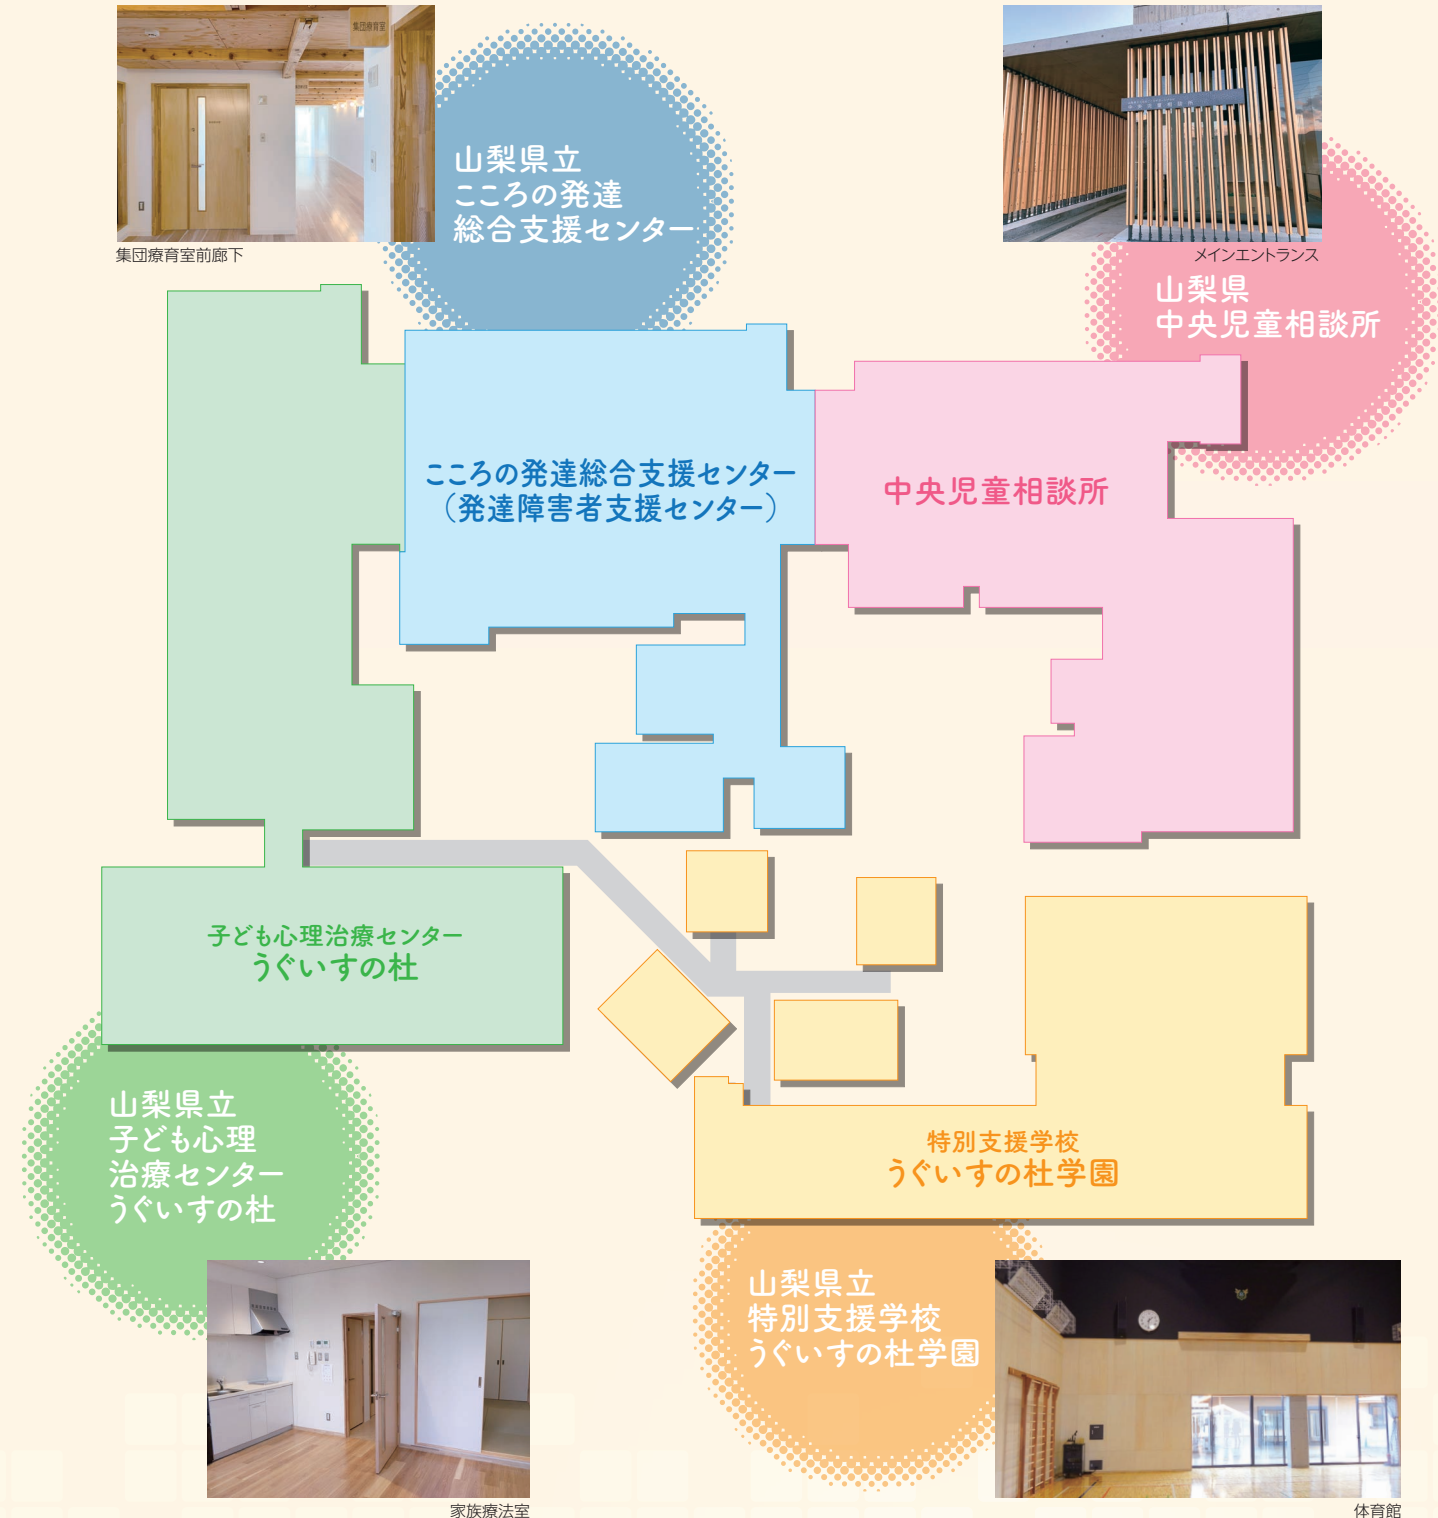 集団療育室
集団療育室前廊下
山梨県立
こころの発達
総合支援センター
メインエントランス
山梨県
中央児童相談所
こころの発達総合支援センター
（発達障害者支援センター）
中央児童相談所
子ども心理治療センター
うぐいすの杜
山梨県立
子ども心理
治療センター
うぐいすの杜
特別支援学校
うぐいすの杜学園
山梨県立
特別支援学校
うぐいすの杜学園
家族療法室
体育館